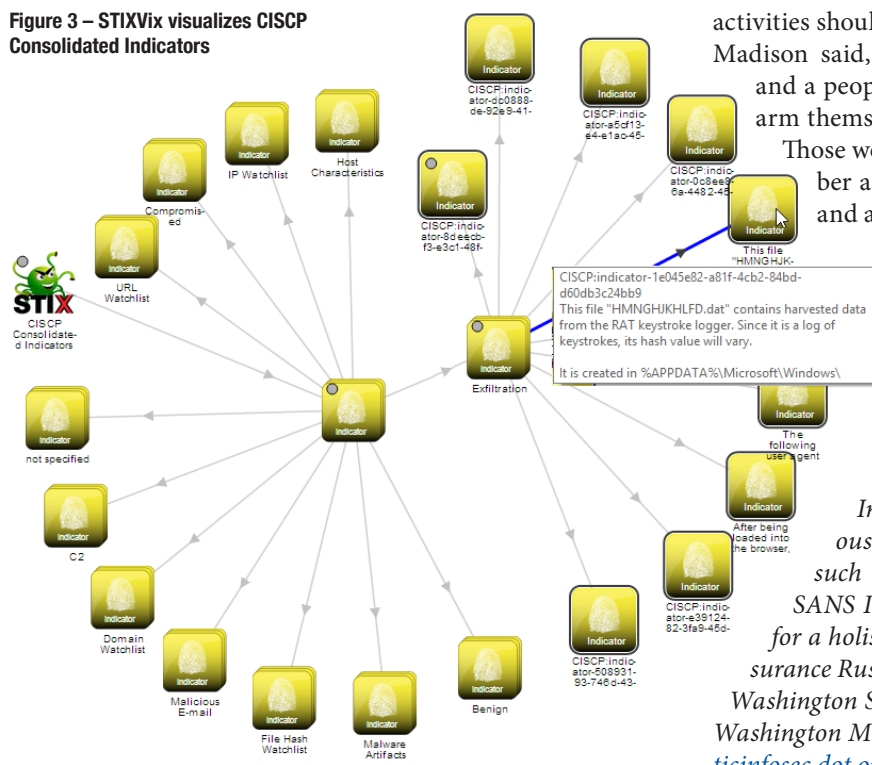 Figure 3 – STIXViz visualizes CISCP
Consolidated Indicators
activities shoul
Madison said,
and a peop
arm thems
Those we
ber a
and a
Indicator
CISCP:indic-
ator-dc0888-
de-92e9-41-
Indicator
CISCP:indic-
ator-a5cf13-
e4-e1ac-45-
Indicator
CISCP:indic-
ator-0c8ee8-
6a-4482-45-
Indicator
This file
"HMNGHJK-
Indicator
CISCP:indic-
ator-8deecb-
f3-e3c1-48f-
Indicator
Host
Characteristics
Indicator
IP Watchlist
Indicator
Compromis-
ed
Indicator
URL
Watchlist
STIX
CISCP
Consolidate-
d Indicators
Indicator
Indicator
Exfiltration
CISCP:indicator-1e045e82-a81f-4cb2-84bd-
d60db3c24bb9
This file "HMNGHJKHLFD.dat" contains harvested data
from the RAT keystroke logger. Since it is a log of
keystrokes, its hash value will vary.
It is created in %APPDATA%\Microsoft\Windows\
Indicator
The
following
user agent
Indicator
After being
loaded into
the browser,
Indicator
CISCP:indic-
ator-e39124-
82-3fa9-45d-
Indicator
CISCP:indic-
ator-508931-
93-746d-43-
Indicator
not specified
Indicator
C2
Indicator
Domain
Watchlist
Indicator
Malicious
E-mail
Indicator
File Hash
Watchlist
Indicator
Malware
Artifacts
Indicator
Benign
In
ous
such
SANS I
for a holis
surance Rus
Washington S
Washington M
ticinfosec dot o